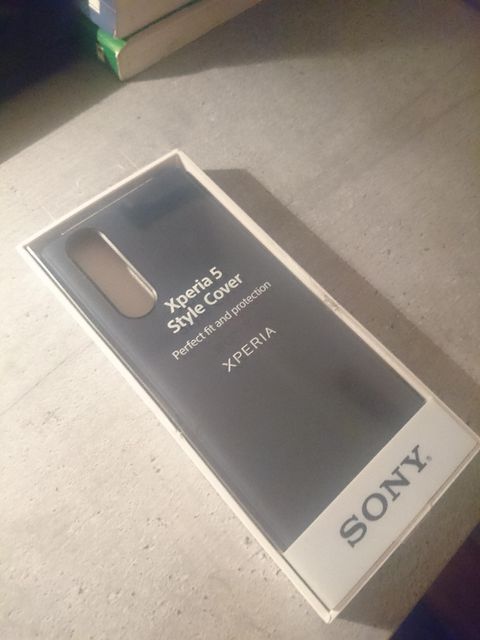 Xperia 5
Style Cover
Perfect fit and protection
XPERIA
SONY®